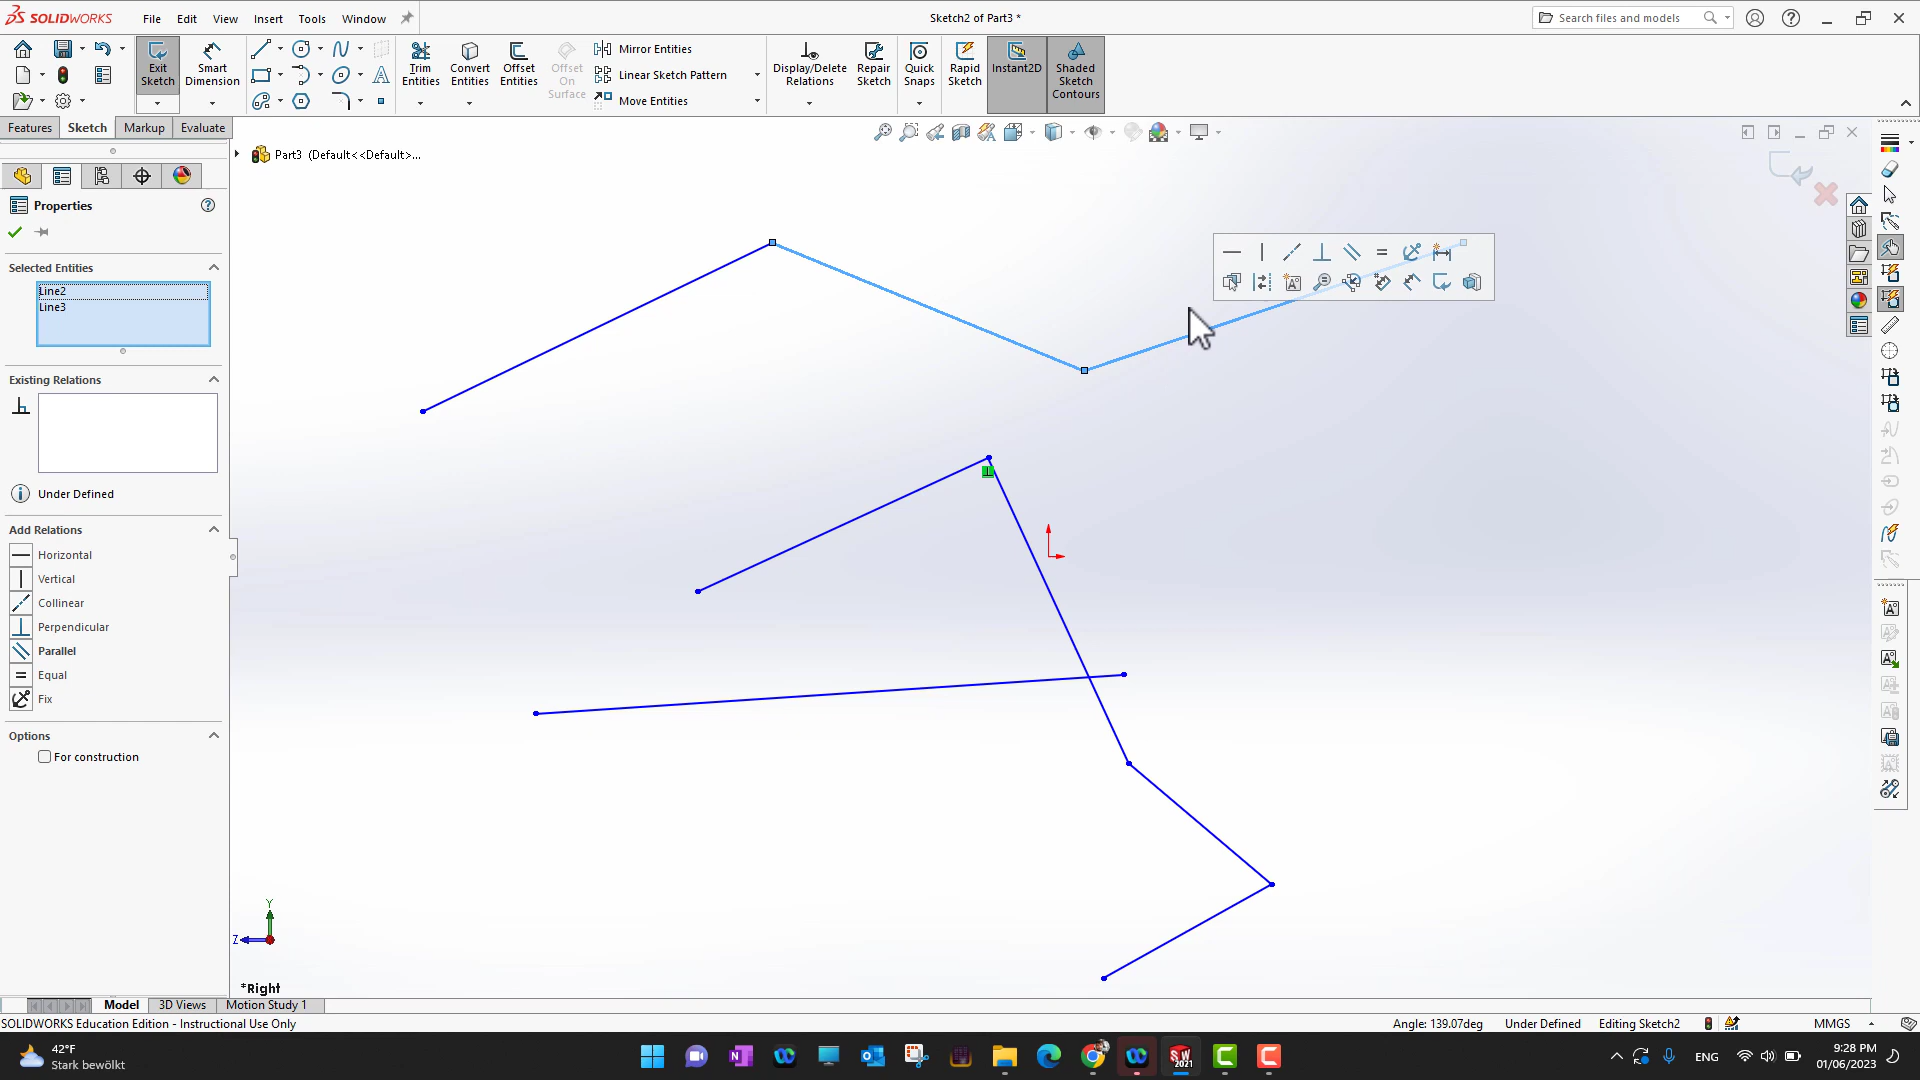 SOLIDWORKS
File
Edit
View
Insert
Tools
Window
Sketch2 of Part3 *
Search files and models
Exit Sketch
Smart Dimension
Trim Entities
Convert Entities
Offset Entities
Offset On Surface
Mirror Entities
Linear Sketch Pattern
Move Entities
Display/Delete Relations
Repair Sketch
Quick Snaps
Rapid Sketch
Instant2D
Shaded Sketch Contours
Features
Sketch
Markup
Evaluate
Part3 (Default<<Default>...
Properties
Selected Entities
Line2
Line3
Existing Relations
Under Defined
Add Relations
Horizontal
Vertical
Collinear
Perpendicular
Parallel
Equal
Fix
Options
For construction
Y
Z
*Right
Model
3D Views
Motion Study 1
SOLIDWORKS Education Edition - Instructional Use Only
Angle: 139.07deg
Under Defined
Editing Sketch2
MMGS
42°F
Stark bewölkt
SW
2021
ENG
9:28 PM
01/06/2023